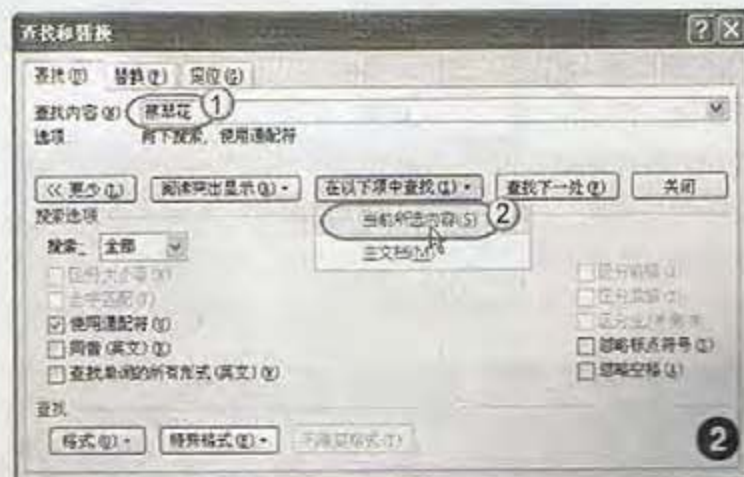 查找和替换
查找(D) 替换(P) 定位(G)
查找内容(N): 蔡琴花 ①
选项: 向下搜索, 使用通配符
<< 更少(L) 阅读突出显示(R) 在以下项中查找(I) 查找下一处(F) 关闭
当前所选内容(S) ②
主文档(M)
搜索选项
搜索: 全部
区分大小写(H) 区分前缀(X)
全字匹配(Y) 区分后缀(T)
使用通配符(U) 区分全/半角(M)
同音(英文)(K) 忽略标点符号(S)
查找单词的所有形式(英文)(W) 忽略空格(A)
查找
格式(O) 特殊格式(E) 不限定格式(T)
2